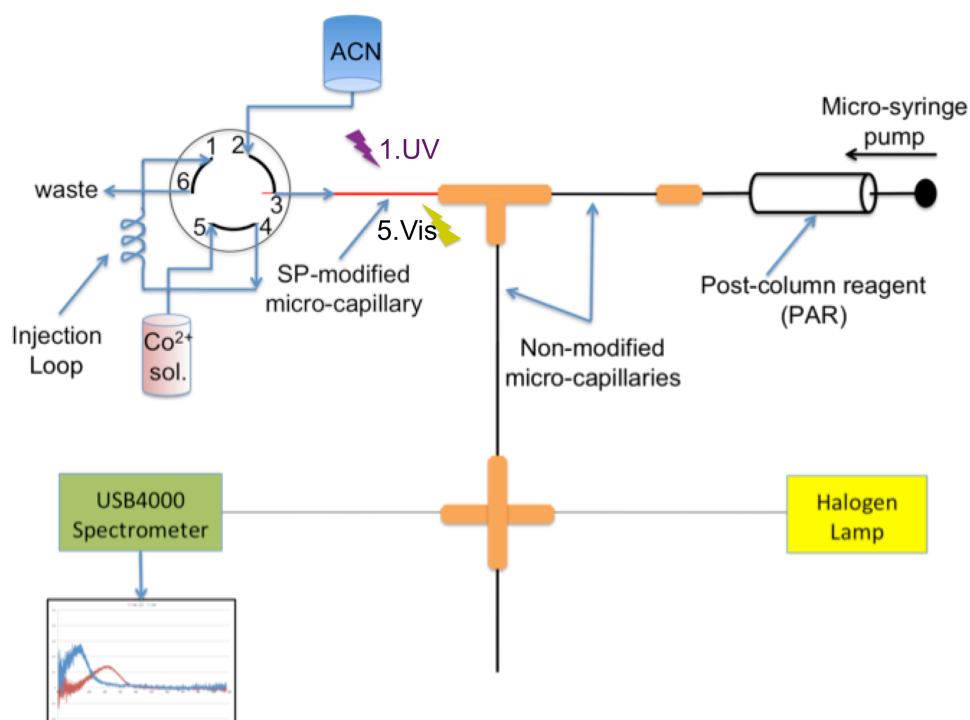 ACN
Micro-syringe
pump
1.UV
1
2
6
3
5
4
waste
5.Vis
SP-modified
micro-capillary
Post-column reagent
(PAR)
Injection
Loop
Co²⁺
sol.
Non-modified
micro-capillaries
USB4000
Spectrometer
Halogen
Lamp